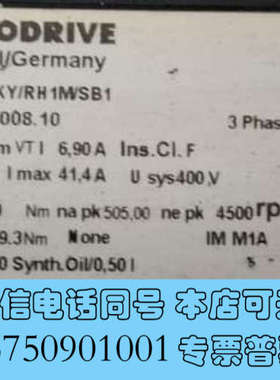 ODRIVE
/Germany
KY/RH1M/SB1
008.10
3 Phas
m VT I 6,90 A Ins.Cl. F
I max 41,4 A U sys 400 V
Nm na pk 505,00 ne pk 4500 rp
9.3Nm None IM M1A
0 Synth.Oil/0,50 l
信电话同号 本店可
3750901001 专票普